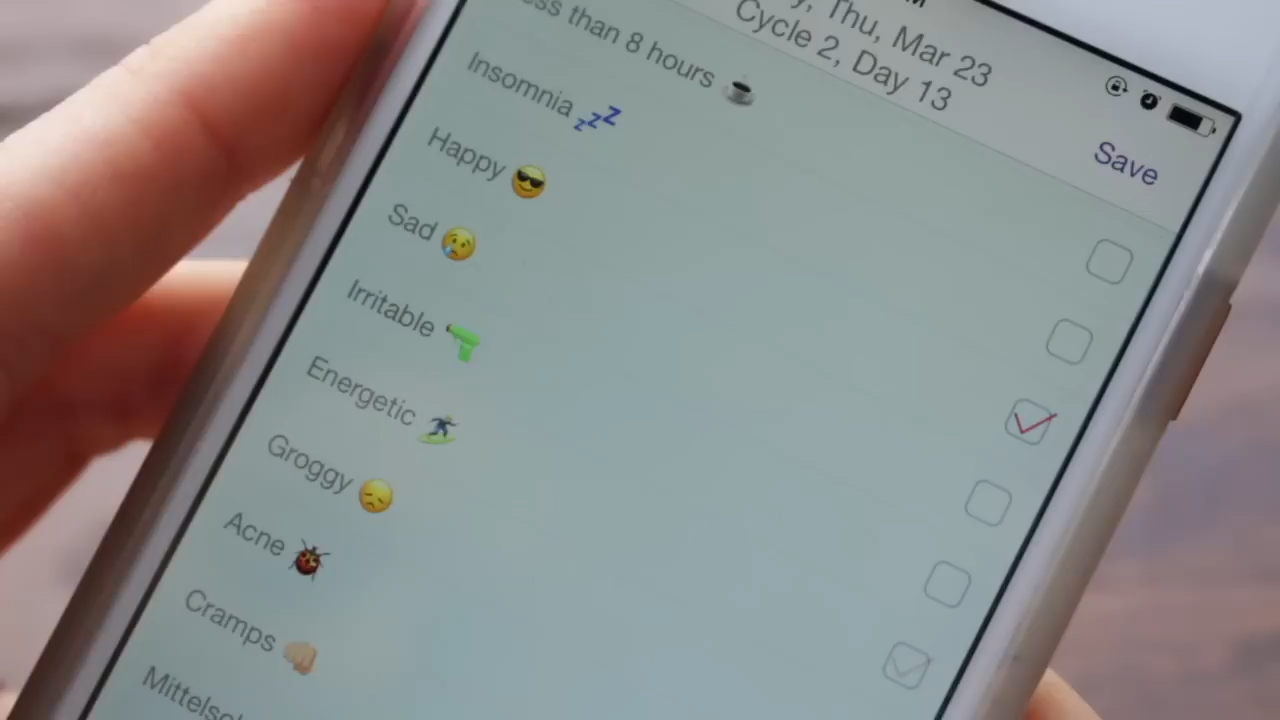 Thu, Mar 23
Cycle 2, Day 13
Save
than 8 hours
Insomnia
Happy
Sad
Irritable
Energetic
Groggy
Acne
Cramps